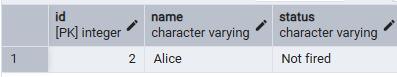 id name status
[PK] integer character varying character varying
1 2 Alice Not fired